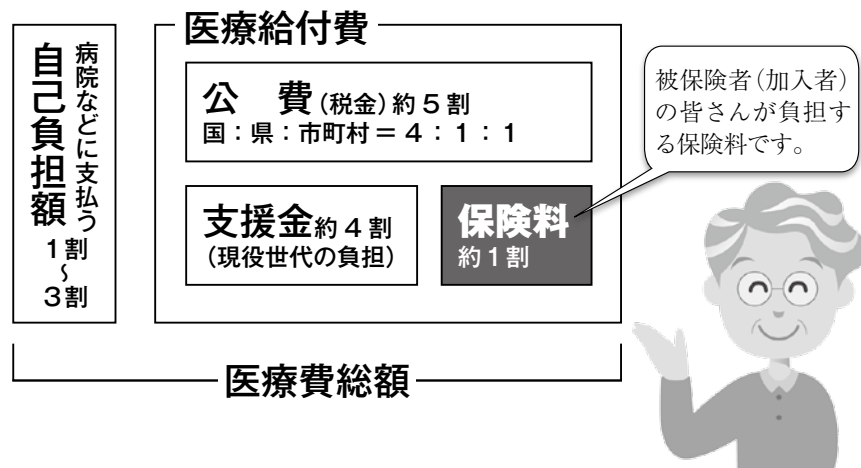 病院などに支払う
自己負担額
1割
〜
3割
医療給付費
公　費(税金)約5割
国：県：市町村＝4：1：1
支援金約4割
(現役世代の負担)
保険料
約1割
被保険者(加入者)
の皆さんが負担す
る保険料です。
医療費総額